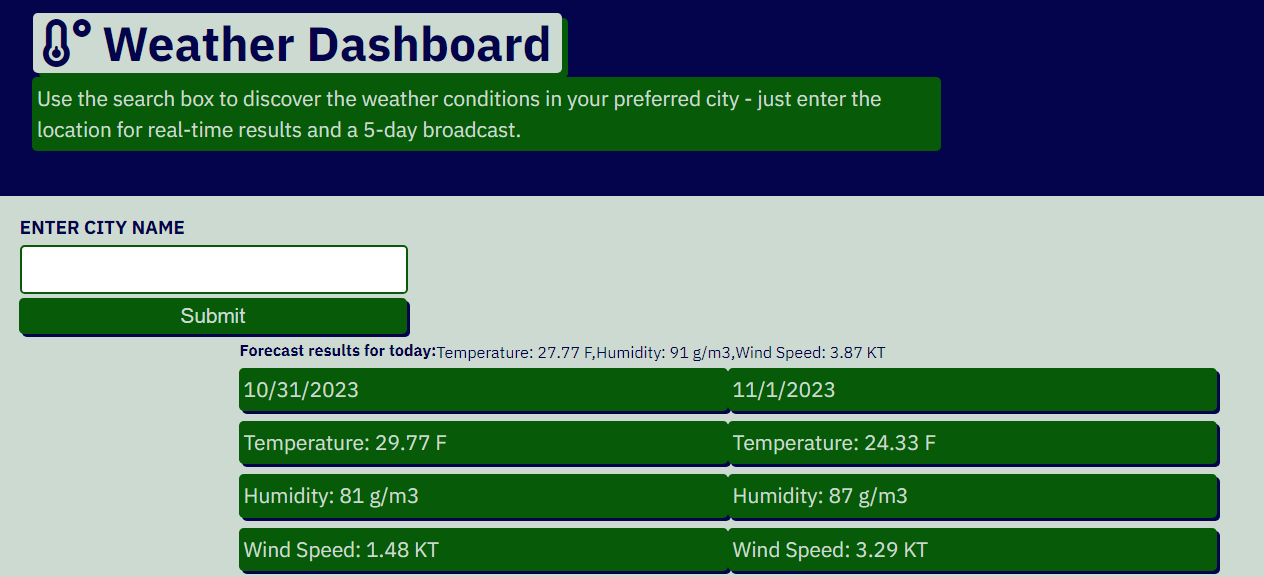 Weather Dashboard
Use the search box to discover the weather conditions in your preferred city - just enter the
location for real-time results and a 5-day broadcast.
ENTER CITY NAME
Submit
Forecast results for today:Temperature: 27.77 F,Humidity: 91 g/m3,Wind Speed: 3.87 KT
10/31/2023 11/1/2023
Temperature: 29.77 F Temperature: 24.33 F
Humidity: 81 g/m3 Humidity: 87 g/m3
Wind Speed: 1.48 KT Wind Speed: 3.29 KT